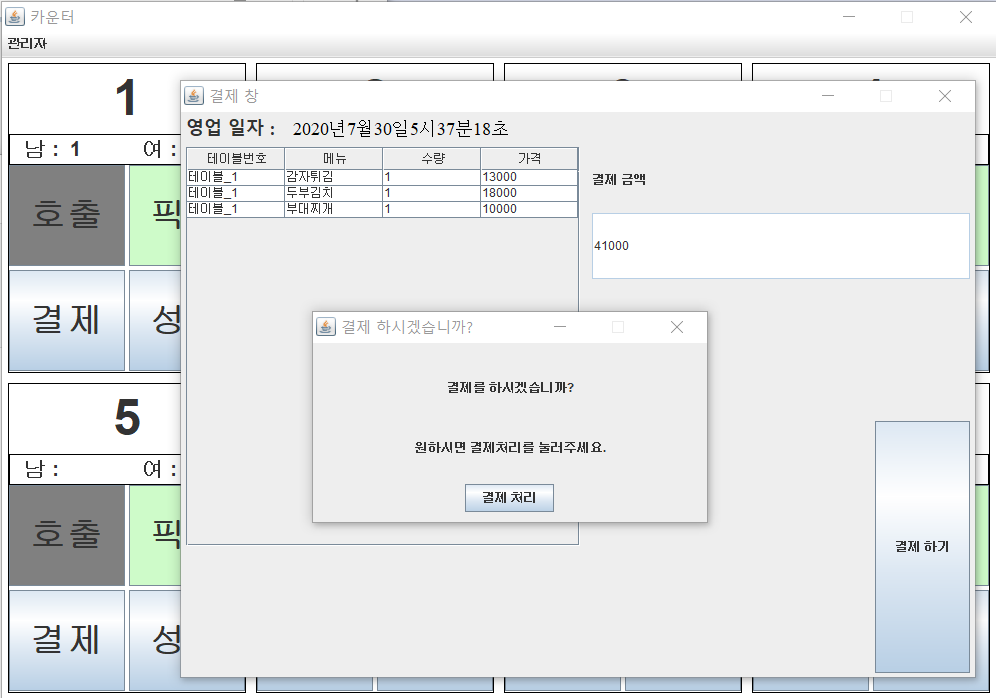 카운터
관리자
1
남 : 1 여 :
호출 픽
결제 성
5
남 : 여 :
호출 픽
결제 성
결제 창
영업 일자 : 2020년7월30일5시37분18초
테이블번호 메뉴 수량 가격
테이블_1 감자튀김 1 13000
테이블_1 두부김치 1 18000
테이블_1 부대찌개 1 10000
결제 금액
41000
결제 하기
결제 하시겠습니까?
결제를 하시겠습니까?
원하시면 결제처리를 눌러주세요.
결제 처리